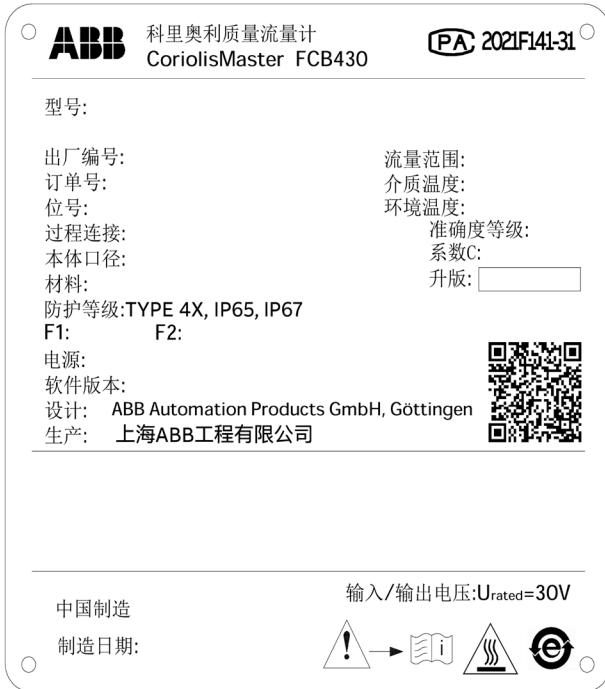 ABB 科里奥利质量流量计
CoriolisMaster FCB430
PA 2021F141-31
型号:
出厂编号:
订单号:
位号:
过程连接:
本体口径:
材料:
流量范围:
介质温度:
环境温度:
准确度等级:
系数C:
升版:
防护等级:TYPE 4X, IP65, IP67
F1: F2:
电源:
软件版本:
设计: ABB Automation Products GmbH, Göttingen
生产: 上海ABB工程有限公司
输入/输出电压:Urated=30V
中国制造
制造日期:
! i e